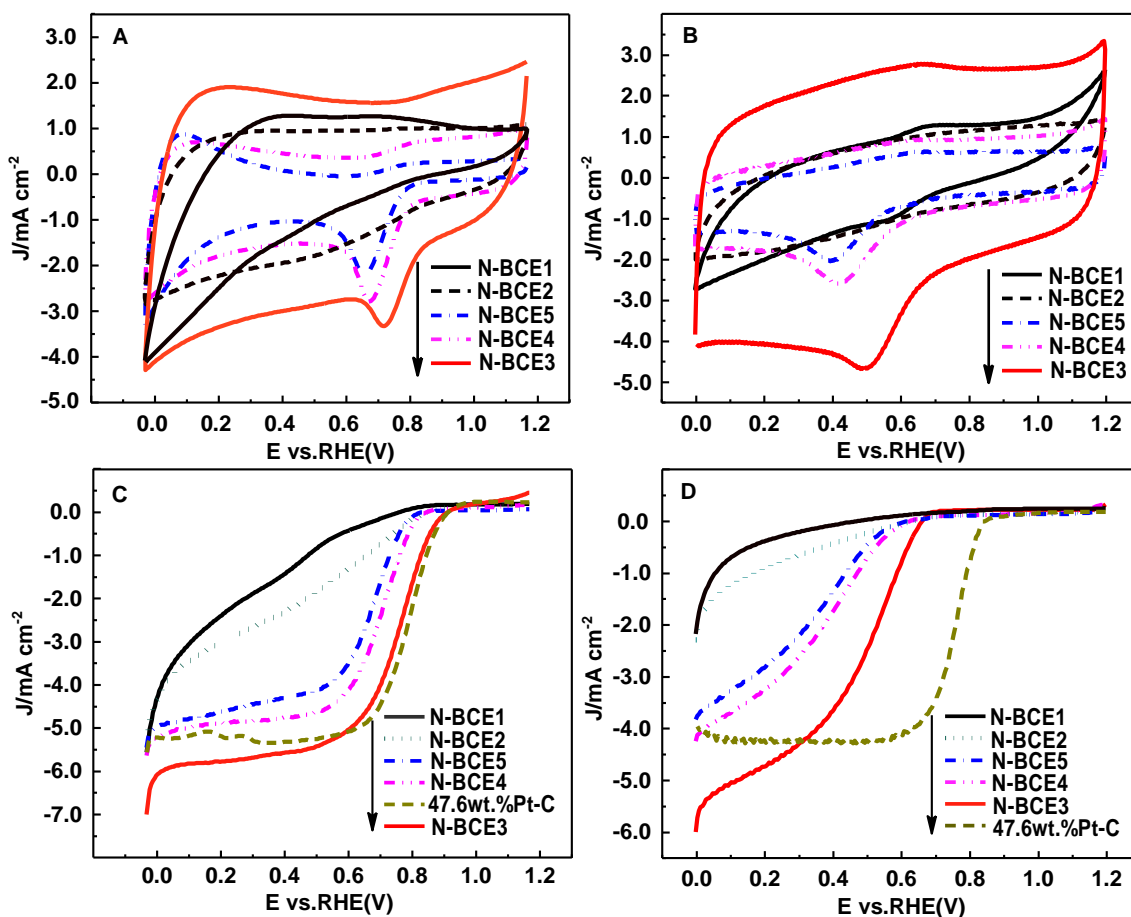 A
3.0
2.0
1.0
0.0
-1.0
-2.0
-3.0
-4.0
-5.0
J/mA cm-2
0.0 0.2 0.4 0.6 0.8 1.0 1.2
E vs.RHE(V)
N-BCE1
N-BCE2
N-BCE5
N-BCE4
N-BCE3
B
3.0
2.0
1.0
0.0
-1.0
-2.0
-3.0
-4.0
-5.0
J/mA cm-2
0.0 0.2 0.4 0.6 0.8 1.0 1.2
E vs.RHE(V)
N-BCE1
N-BCE2
N-BCE5
N-BCE4
N-BCE3
C
0.0
-1.0
-2.0
-3.0
-4.0
-5.0
-6.0
-7.0
J/mA cm-2
0.0 0.2 0.4 0.6 0.8 1.0 1.2
E vs.RHE(V)
N-BCE1
N-BCE2
N-BCE5
N-BCE4
47.6wt.%Pt-C
N-BCE3
D
0.0
-1.0
-2.0
-3.0
-4.0
-5.0
-6.0
J/mA cm-2
0.0 0.2 0.4 0.6 0.8 1.0 1.2
E vs.RHE(V)
N-BCE1
N-BCE2
N-BCE5
N-BCE4
N-BCE3
47.6wt.%Pt-C